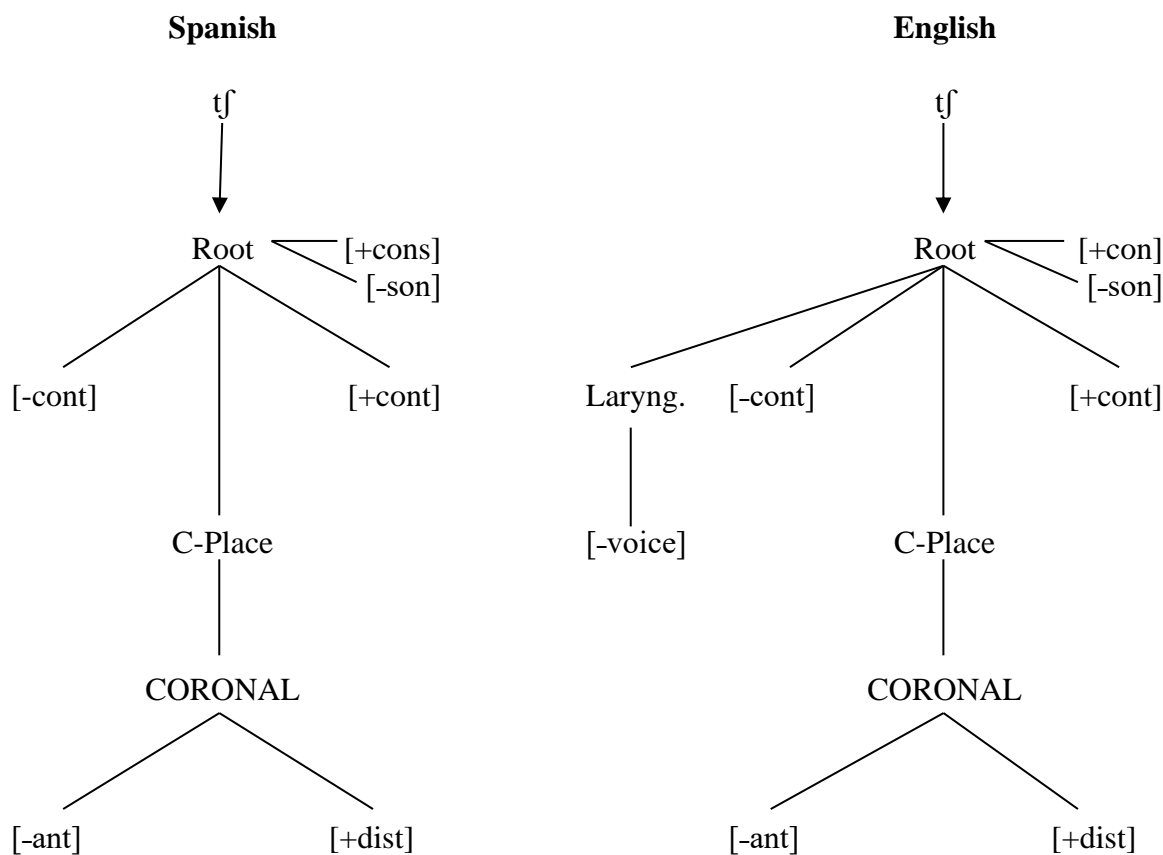 Spanish English
tʃ tʃ
Root [+cons] Root [+con]
[-son] [-son]
[-cont] [+cont] Laryng. [-cont] [+cont]
C-Place [-voice] C-Place
CORONAL CORONAL
[-ant] [+dist] [-ant] [+dist]